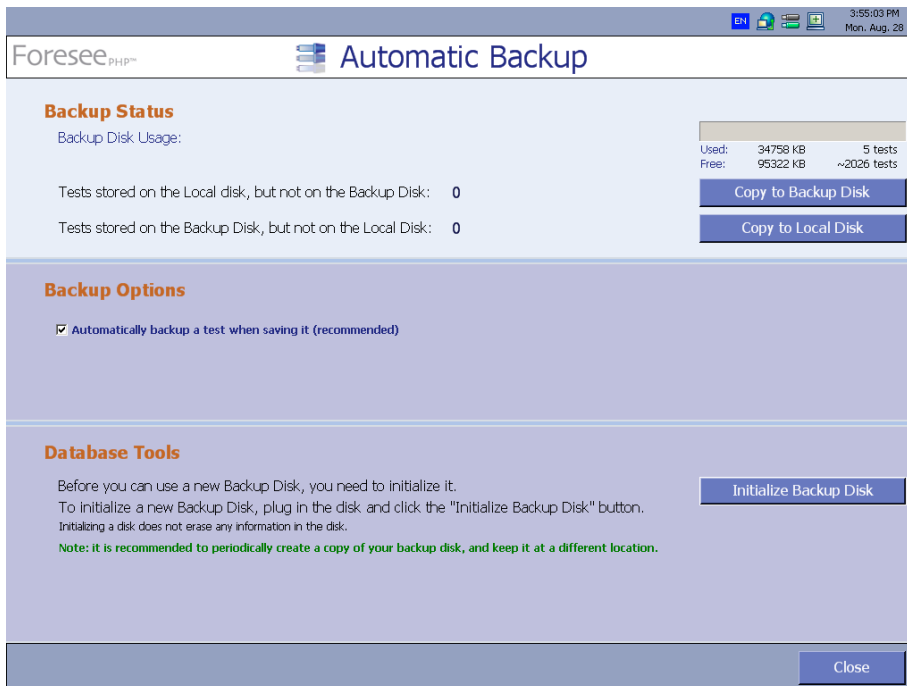 EN
3:55:03 PM
Mon. Aug. 28
Foresee PHP™
Automatic Backup
Backup Status
Backup Disk Usage:
Used: 34758 KB 5 tests
Free: 95322 KB ~2026 tests
Tests stored on the Local disk, but not on the Backup Disk: 0
Copy to Backup Disk
Tests stored on the Backup Disk, but not on the Local Disk: 0
Copy to Local Disk
Backup Options
Automatically backup a test when saving it (recommended)
Database Tools
Before you can use a new Backup Disk, you need to initialize it.
Initialize Backup Disk
To initialize a new Backup Disk, plug in the disk and click the "Initialize Backup Disk" button.
Initializing a disk does not erase any information in the disk.
Note: it is recommended to periodically create a copy of your backup disk, and keep it at a different location.
Close